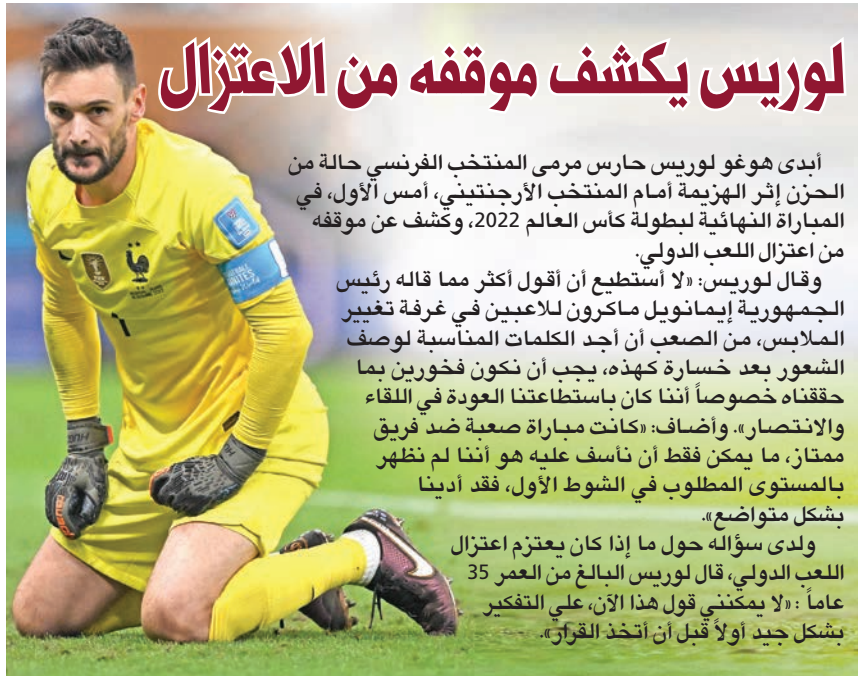 لوريس يكشف موقفه من الاعتزال
أبدى هوغو لوريس حارس مرمى المنتخب الفرنسي حالة من
الحزن إثر الهزيمة أمام المنتخب الأرجنتيني، أمس الأول، في
المباراة النهائية لبطولة كأس العالم 2022، وكشف عن موقفه
من اعتزال اللعب الدولي.
وقال لوريس: «لا أستطيع أن أقول أكثر مما قاله رئيس
الجمهورية إيمانويل ماكرون للاعبين في غرفة تغيير
الملابس، من الصعب أن أجد الكلمات المناسبة لوصف
الشعور بعد خسارة كهذه، يجب أن نكون فخورين بما
حققناه خصوصاً أننا كان باستطاعتنا العودة في اللقاء
والانتصار». وأضاف: «كانت مباراة صعبة ضد فريق
ممتاز، ما يمكن فقط أن نأسف عليه هو أننا لم نظهر
بالمستوى المطلوب في الشوط الأول، فقد أدينا
بشكل متواضع».
ولدى سؤاله حول ما إذا كان يعتزم اعتزال
اللعب الدولي، قال لوريس البالغ من العمر 35
عاماً : «لا يمكنني قول هذا الآن، علي التفكير
بشكل جيد أولاً قبل أن أتخذ القرار».
1